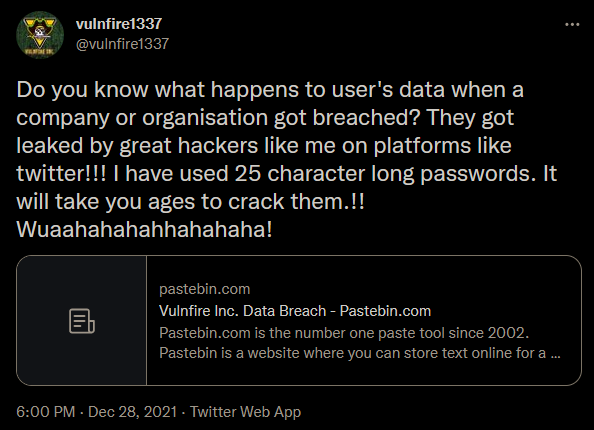 vulnfire1337
@vulnfire1337
Do you know what happens to user's data when a
company or organisation got breached? They got
leaked by great hackers like me on platforms like
twitter!!! I have used 25 character long passwords. It
will take you ages to crack them.!!
Wuaahahahahhahahaha!
pastebin.com
Vulnfire Inc. Data Breach - Pastebin.com
Pastebin.com is the number one paste tool since 2002.
Pastebin is a website where you can store text online for a ...
6:00 PM · Dec 28, 2021 · Twitter Web App